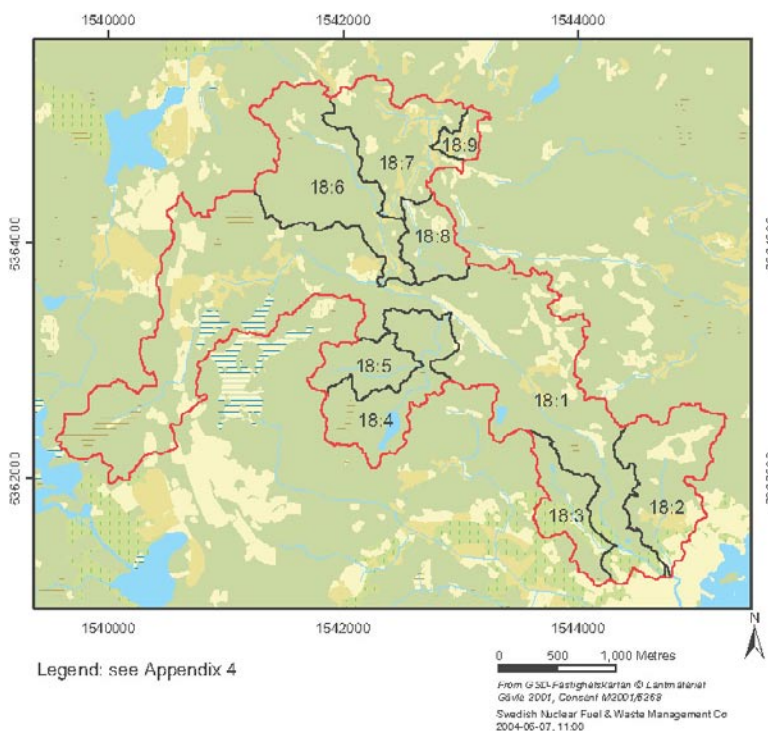 1540000 1542000 1544000
18:9
18:7
18:6
18:8
6364000
18:5
18:1
18:4
18:2
18:3
6362000
1540000 1542000 1544000
N
Legend: see Appendix 4
0 500 1,000 Metres
From GSD-Fastighetskartan © Lantmäteriet
Gävle 2001, Consent M2001/5268
Swedish Nuclear Fuel & Waste Management Co
2004-06-07, 11:00